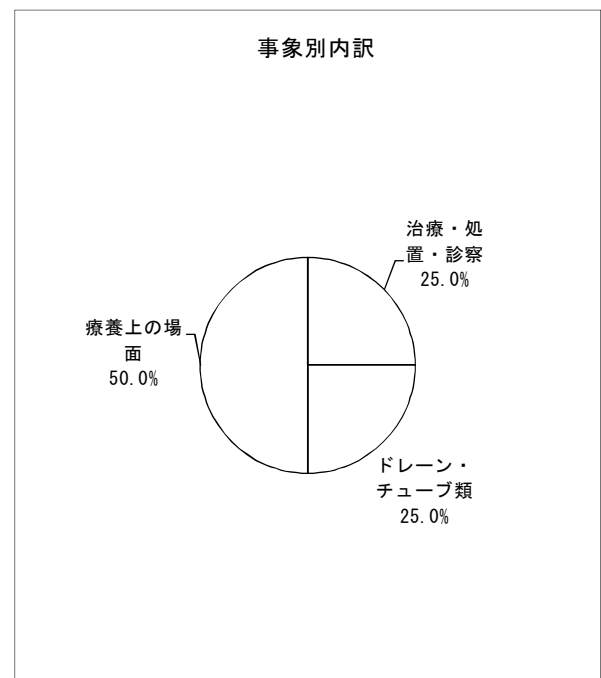 事象別内訳
治療・処
置・診察
25.0%
療養上の場
面
50.0%
ドレーン・
チューブ類
25.0%